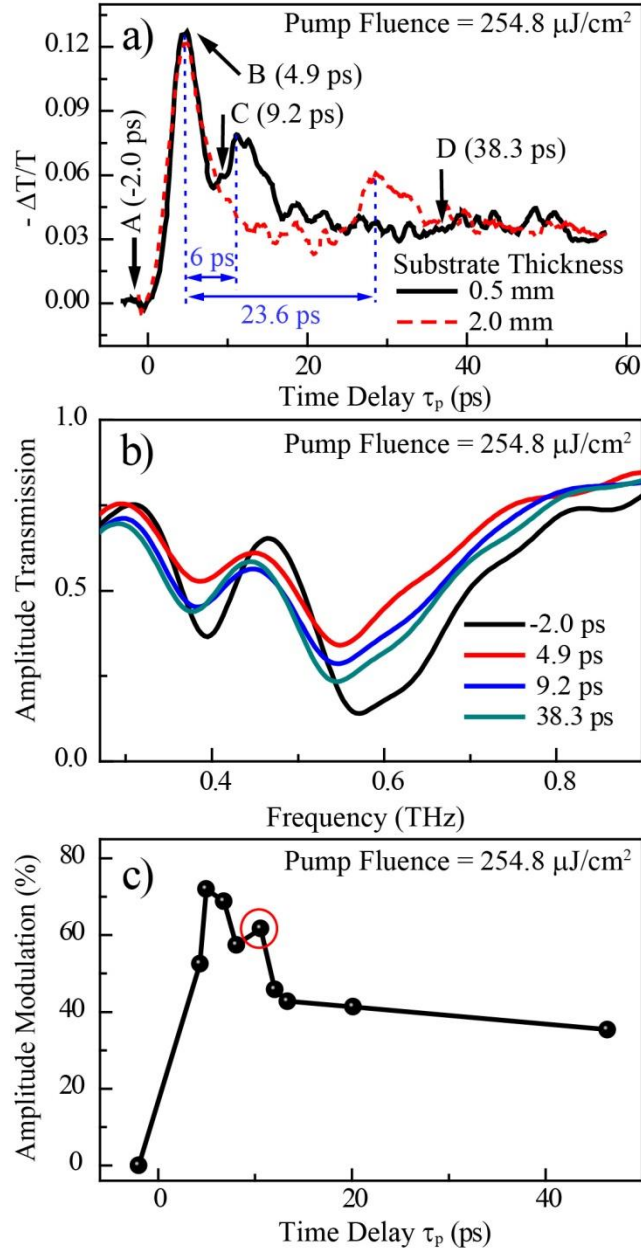 a)
Pump Fluence = 254.8 μJ/cm²
0.12
0.09
0.06
0.03
0.00
- ΔT/T
A (-2.0 ps)
B (4.9 ps)
C (9.2 ps)
D (38.3 ps)
6 ps
23.6 ps
Substrate Thickness
0.5 mm
2.0 mm
0 20 40 60
Time Delay τp (ps)
b)
Pump Fluence = 254.8 μJ/cm²
1.0
0.5
0.0
Amplitude Transmission
-2.0 ps
4.9 ps
9.2 ps
38.3 ps
0.4 0.6 0.8
Frequency (THz)
c)
Pump Fluence = 254.8 μJ/cm²
80
60
40
20
0
Amplitude Modulation (%)
0 20 40
Time Delay τp (ps)